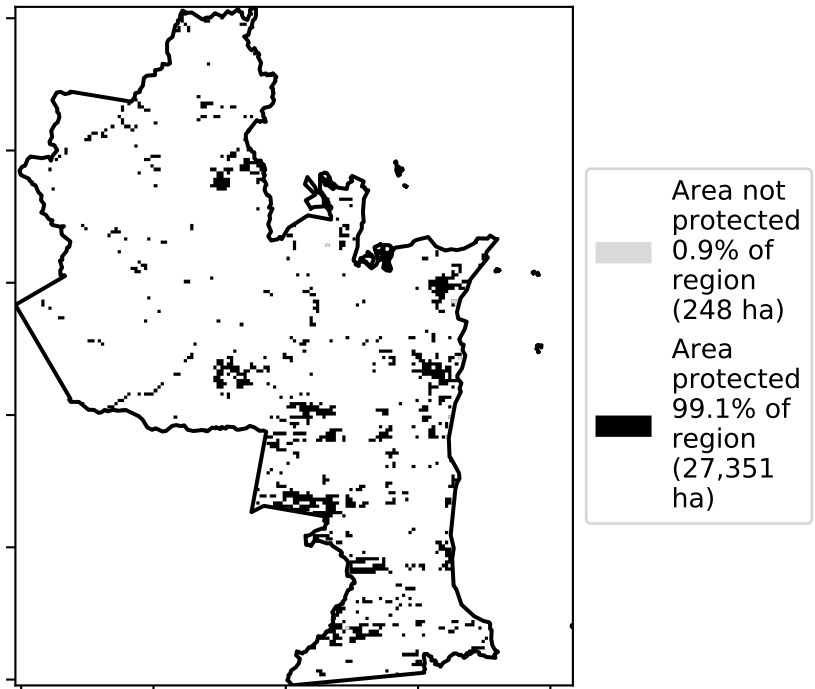 Area not
protected
0.9% of
region
(248 ha)
Area
protected
99.1% of
region
(27,351
ha)